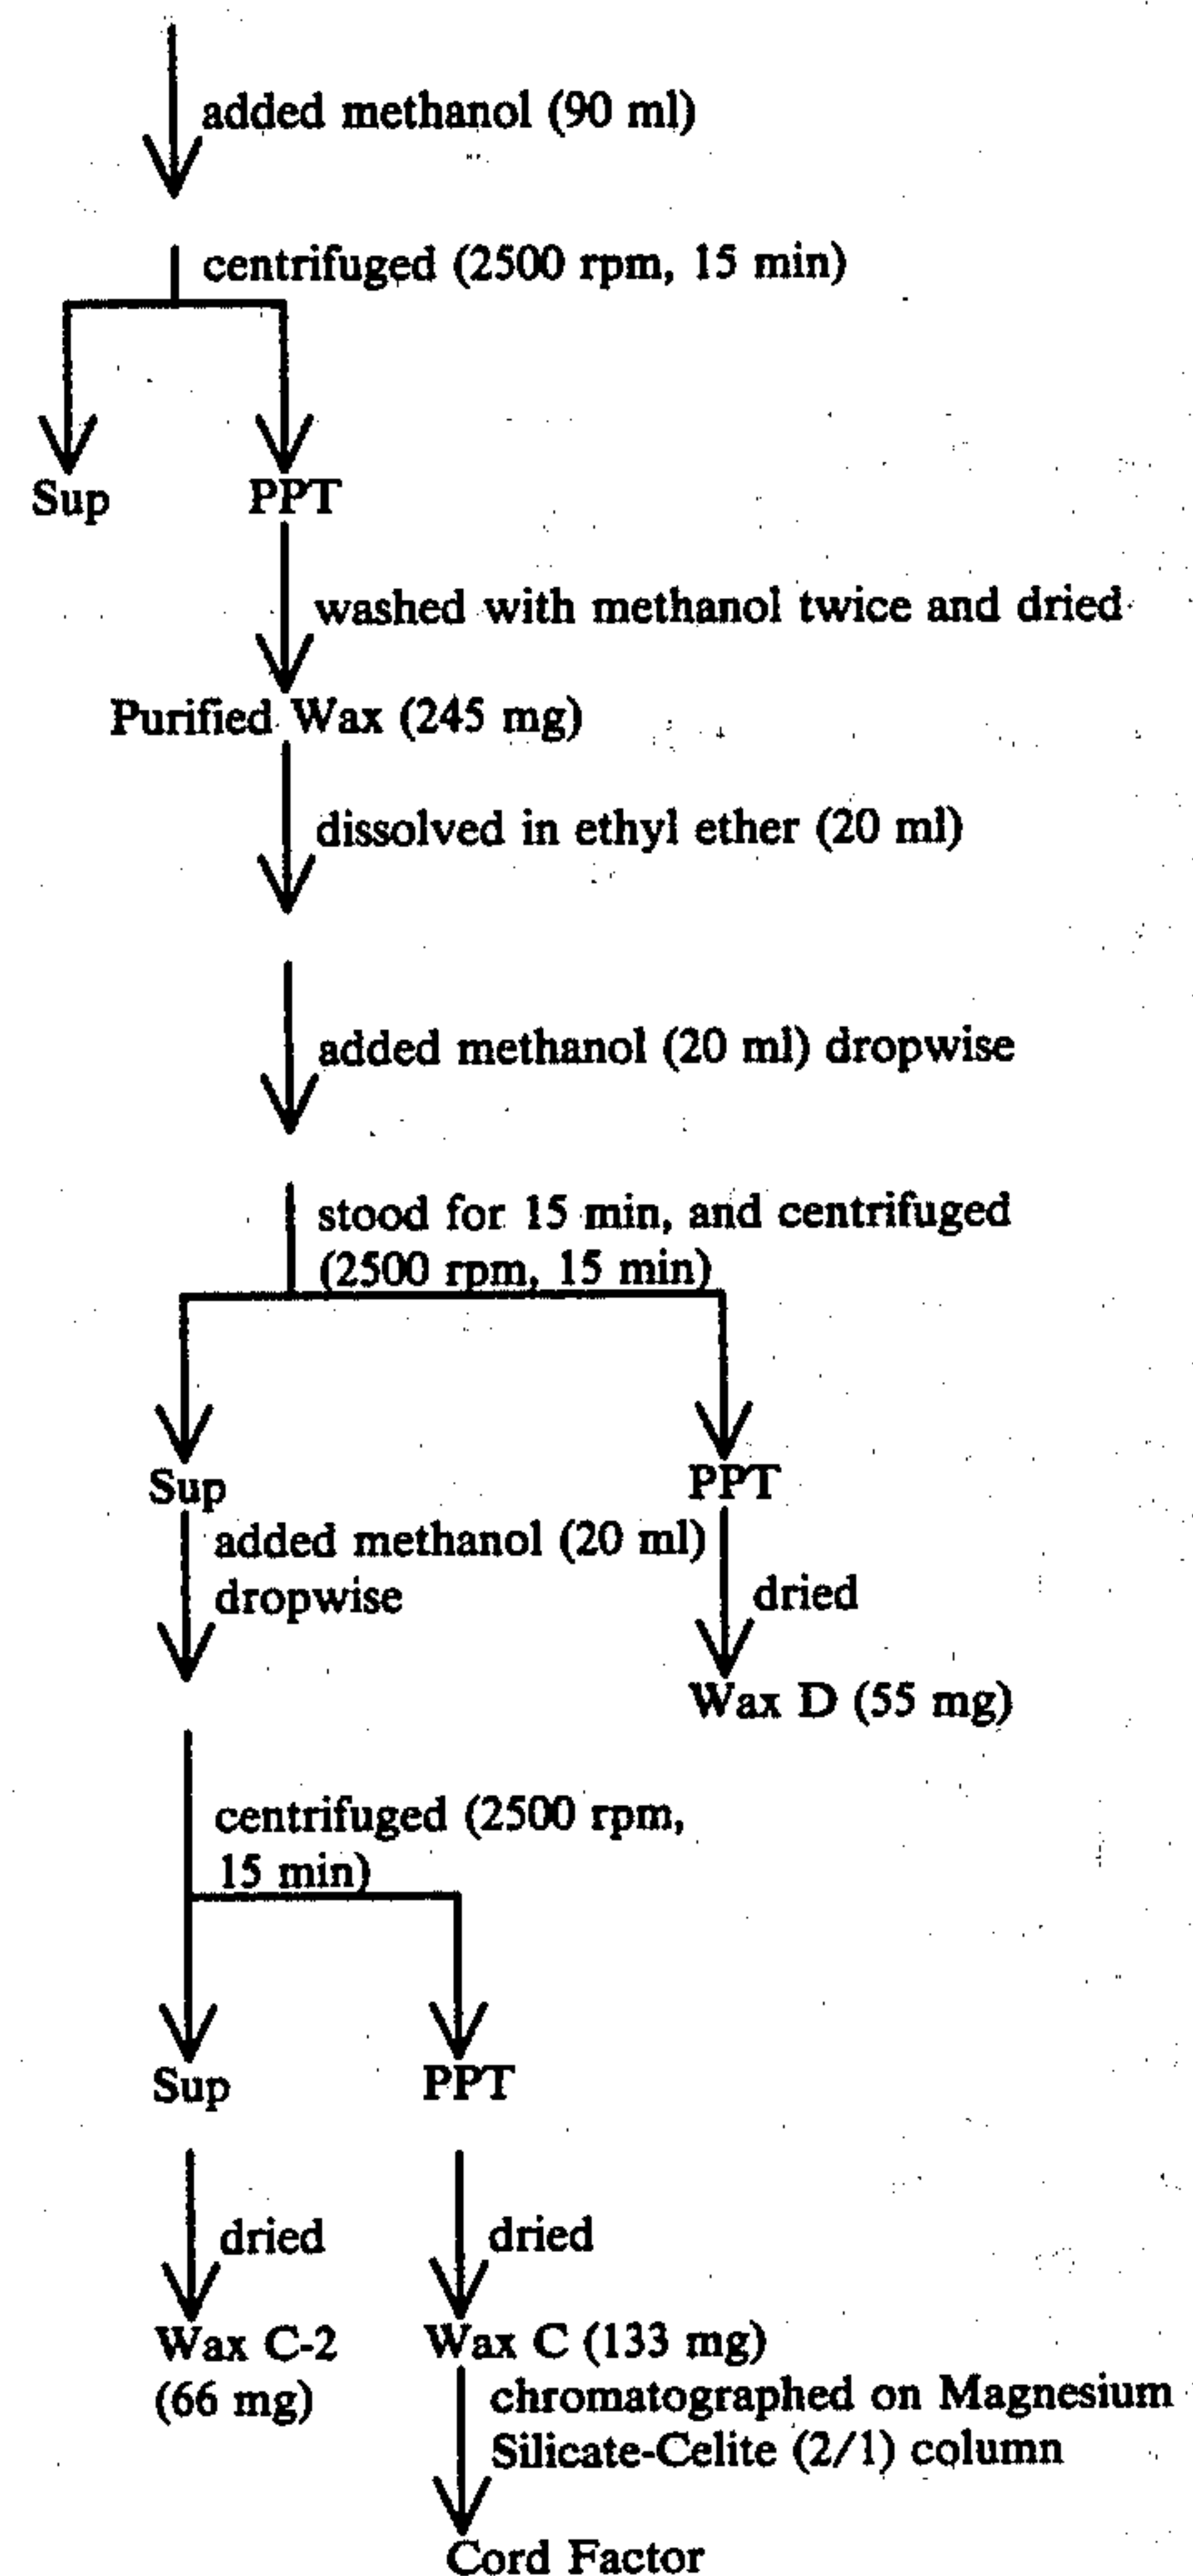 added methanol (90 ml)
centrifuged (2500 rpm, 15 min)
Sup
PPT
washed with methanol twice and dried
Purified Wax (245 mg)
dissolved in ethyl ether (20 ml)
added methanol (20 ml) dropwise
stood for 15 min, and centrifuged
(2500 rpm, 15 min)
Sup
PPT
added methanol (20 ml)
dropwise
dried
Wax D (55 mg)
centrifuged (2500 rpm,
15 min)
Sup
PPT
dried
dried
Wax C-2
(66 mg)
Wax C (133 mg)
chromatographed on Magnesium
Silicate-Celite (2/1) column
Cord Factor